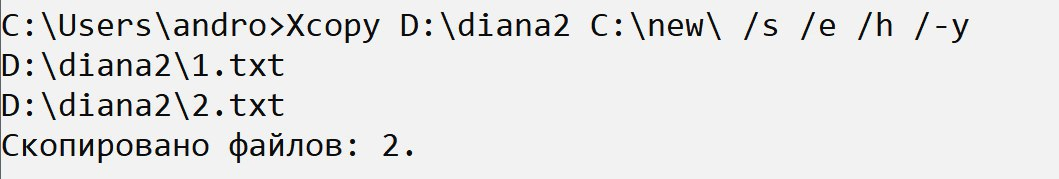 C:\Users\andro>Xcopy D:\diana2 C:\new\ /s /e /h /-y
D:\diana2\1.txt
D:\diana2\2.txt
Скопировано файлов: 2.